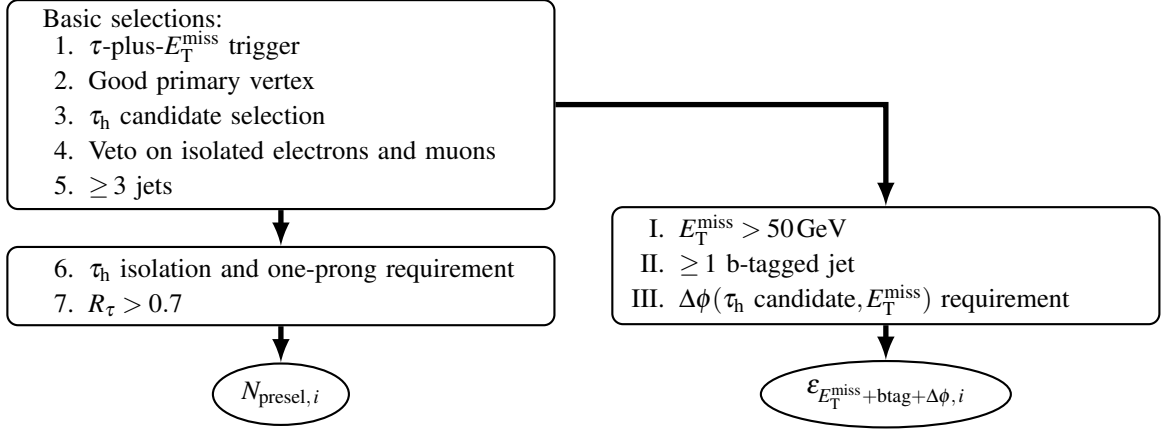 Basic selections:
1. τ-plus-E_T^miss trigger
2. Good primary vertex
3. τ_h candidate selection
4. Veto on isolated electrons and muons
5. ≥ 3 jets
6. τ_h isolation and one-prong requirement
7. R_τ > 0.7
N_presel,i
I. E_T^miss > 50 GeV
II. ≥ 1 b-tagged jet
III. Δϕ(τ_h candidate, E_T^miss) requirement
ε_{E_T^miss+btag+Δϕ,i}